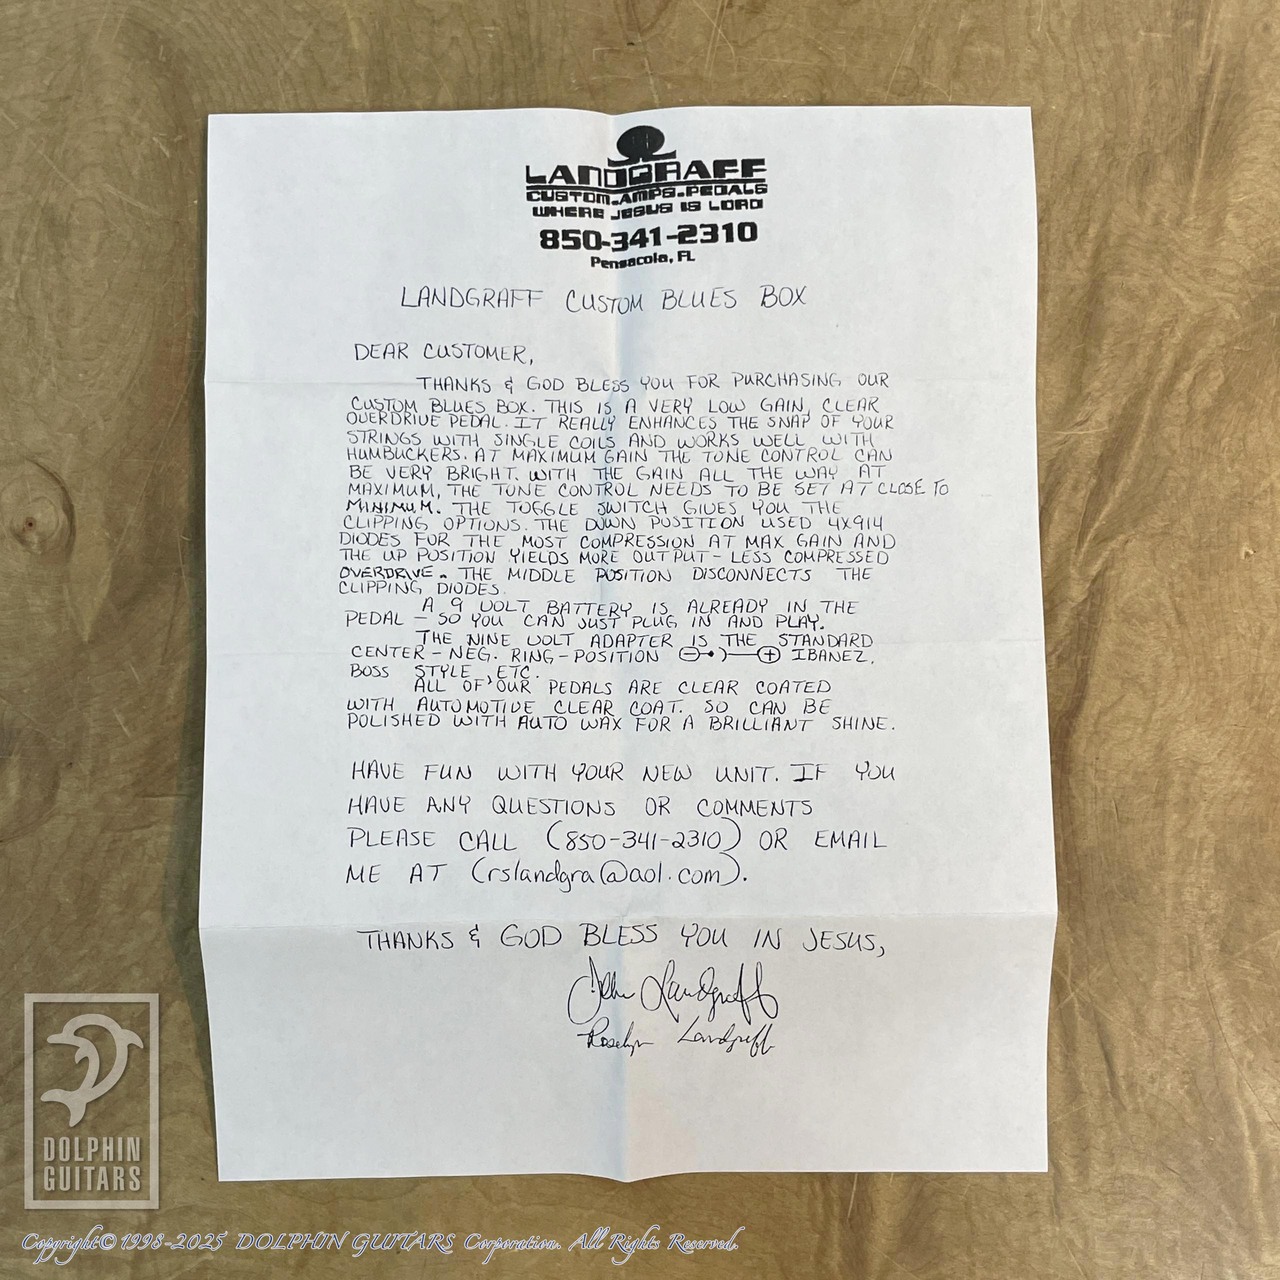 LANDGRAFF
CUSTOM.AMPS.PEDALS
WHERE JESUS IS LORD
850-341-2310
Pensacola, FL
LANDGRAFF CUSTOM BLUES BOX
DEAR CUSTOMER,
THANKS & GOD BLESS YOU FOR PURCHASING OUR
CUSTOM BLUES BOX. THIS IS A VERY LOW GAIN, CLEAR
OVERDRIVE PEDAL. IT REALLY ENHANCES THE SNAP OF YOUR
STRINGS WITH SINGLE COILS AND WORKS WELL WITH
HUMBUCKERS. AT MAXIMUM GAIN THE TONE CONTROL CAN
BE VERY BRIGHT. WITH THE GAIN ALL THE WAY AT
MAXIMUM, THE TONE CONTROL NEEDS TO BE SET AT CLOSE TO
MINIMUM. THE TOGGLE SWITCH GIVES YOU THE
CLIPPING OPTIONS. THE DOWN POSITION USED 4X914
DIODES FOR THE MOST COMPRESSION AT MAX GAIN AND
THE UP POSITION YIELDS MORE OUTPUT - LESS COMPRESSED
OVERDRIVE. THE MIDDLE POSITION DISCONNECTS THE
CLIPPING DIODES.
A 9 VOLT BATTERY IS ALREADY IN THE
PEDAL - SO YOU CAN JUST PLUG IN AND PLAY.
THE NINE VOLT ADAPTER IS THE STANDARD
CENTER-NEG. RING-POSITION ⊖-•)-⊕ IBANEZ,
BOSS STYLE, ETC.
ALL OF OUR PEDALS ARE CLEAR COATED
WITH AUTOMOTIVE CLEAR COAT. SO CAN BE
POLISHED WITH AUTO WAX FOR A BRILLIANT SHINE.
HAVE FUN WITH YOUR NEW UNIT. IF YOU
HAVE ANY QUESTIONS OR COMMENTS
PLEASE CALL (850-341-2310) OR EMAIL
ME AT (rslandgra@aol.com).
THANKS & GOD BLESS YOU IN JESUS,
John Landgraff
Roselyn Landgraff
DOLPHIN
GUITARS
Copyright© 1998-2025 DOLPHIN GUITARS Corporation. All Rights Reserved.